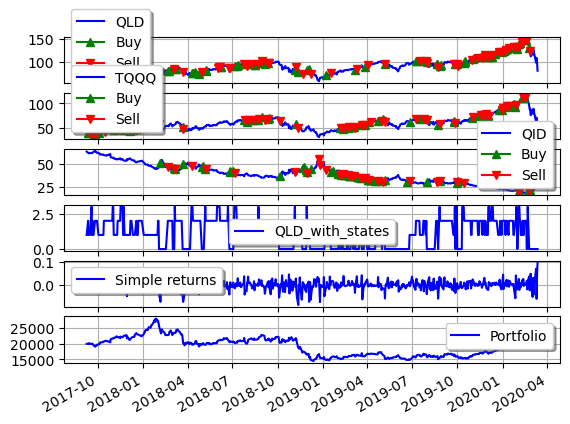 QLD
Buy
Sell
150
100
TQQQ
Buy
Sell
100
50
QID
Buy
Sell
50
25
QLD_with_states
2.5
0.0
Simple returns
0.1
0.0
Portfolio
25000
20000
15000
2017-10 2018-01 2018-04 2018-07 2018-10 2019-01 2019-04 2019-07 2019-10 2020-01 2020-04